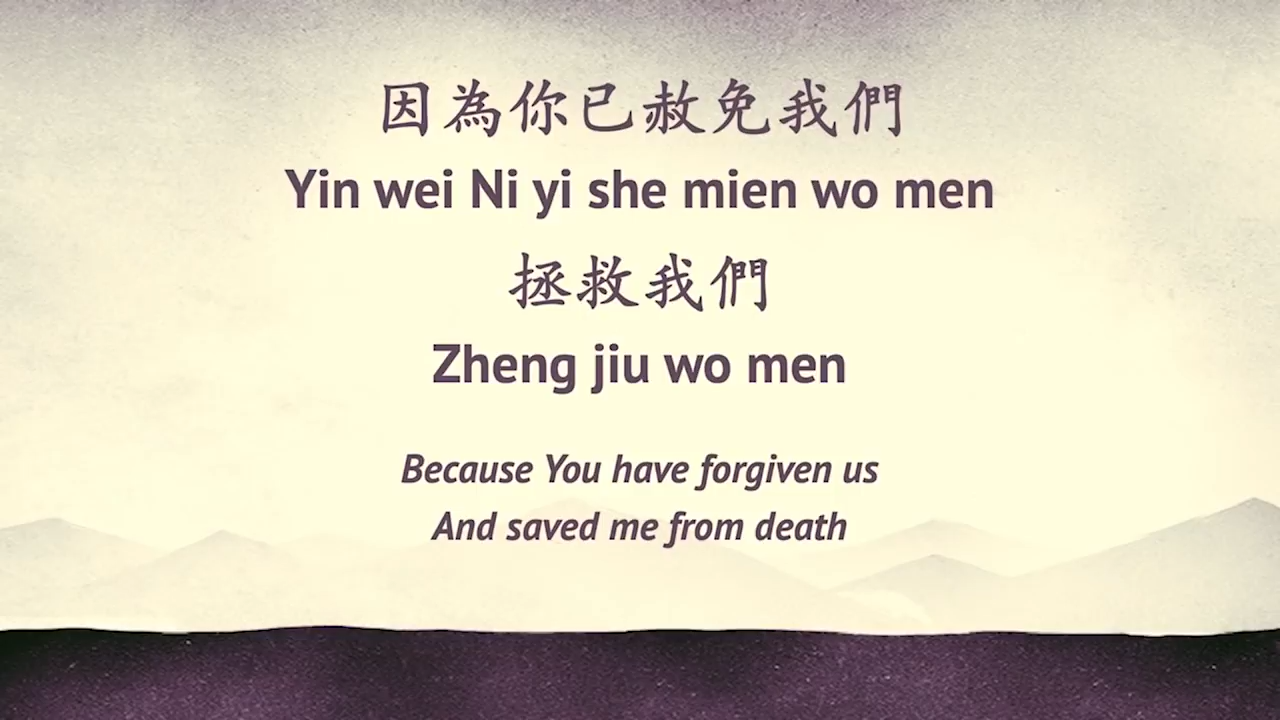 因為你已赦免我們
Yin wei Ni yi she mien wo men
拯救我們
Zheng jiu wo men
Because You have forgiven us
And saved me from death